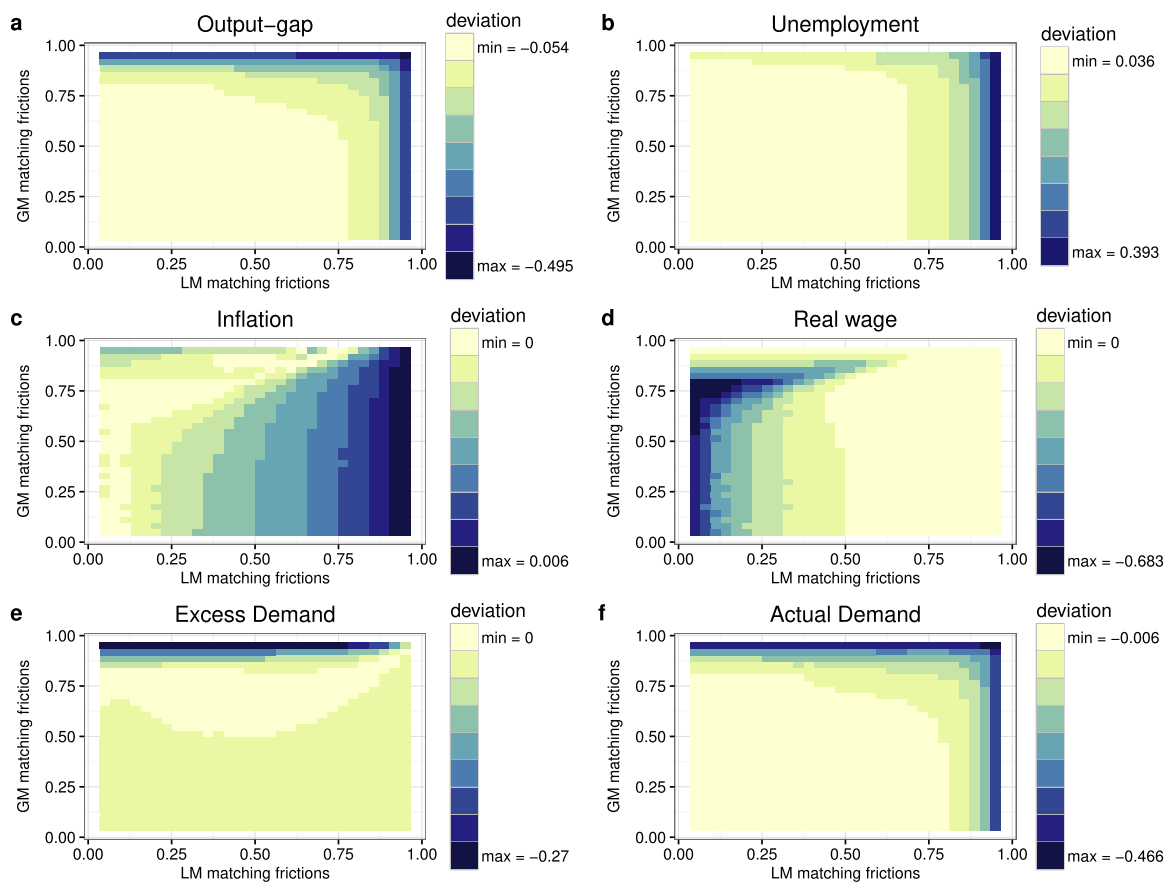 a
Output−gap
deviation
min = −0.054
max = −0.495
1.00
0.75
0.50
0.25
0.00
GM matching frictions
0.00 0.25 0.50 0.75 1.00
LM matching frictions
b
Unemployment
deviation
min = 0.036
max = 0.393
1.00
0.75
0.50
0.25
0.00
GM matching frictions
0.00 0.25 0.50 0.75 1.00
LM matching frictions
c
Inflation
deviation
min = 0
max = 0.006
1.00
0.75
0.50
0.25
0.00
GM matching frictions
0.00 0.25 0.50 0.75 1.00
LM matching frictions
d
Real wage
deviation
min = 0
max = −0.683
1.00
0.75
0.50
0.25
0.00
GM matching frictions
0.00 0.25 0.50 0.75 1.00
LM matching frictions
e
Excess Demand
deviation
min = 0
max = −0.27
1.00
0.75
0.50
0.25
0.00
GM matching frictions
0.00 0.25 0.50 0.75 1.00
LM matching frictions
f
Actual Demand
deviation
min = −0.006
max = −0.466
1.00
0.75
0.50
0.25
0.00
GM matching frictions
0.00 0.25 0.50 0.75 1.00
LM matching frictions